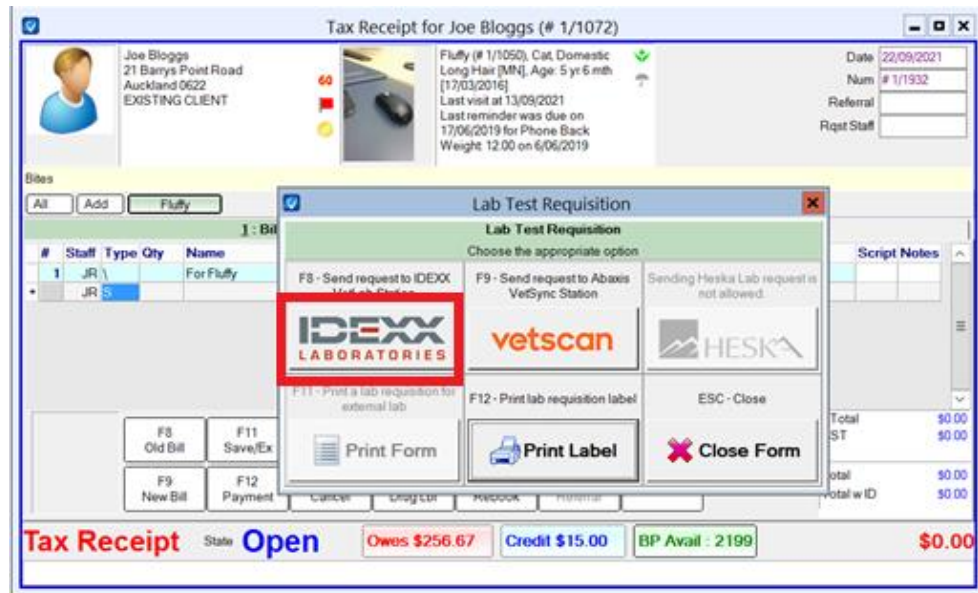 Tax Receipt for Joe Bloggs (# 1/1072)
Joe Bloggs
21 Barrys Point Road
Auckland 0622
EXISTING CLIENT
60
Fluffy (# 1/1050), Cat, Domestic
Long Hair [MN], Age: 5 yr 6 mth
[17/03/2016]
Last visit at 13/09/2021
Last reminder was due on
17/06/2019 for Phone Back
Weight: 12.00 on 6/06/2019
Date 22/09/2021
Num # 1/1932
Referral
Rqst Staff
Bites
All Add Fluffy
1 : Bil
# Staff Type Qty Name Script Notes
1 JR \ For Fluffy
* JR S
Lab Test Requisition
Lab Test Requisition
Choose the appropriate option
F8 - Send request to IDEXX
VetLab Station
IDEXX
LABORATORIES
F9 - Send request to Abaxis
VetSync Station
vetscan
Sending Heska Lab request is
not allowed.
HESKA
F11 - Print a lab requisition for
external lab
Print Form
F12 - Print lab requisition label
Print Label
ESC - Close
Close Form
F8
Old Bill
F11
Save/Ex
F9
New Bill
F12
Payment
Cancel Drug Lbl Rebook Referral
Total $0.00
ST $0.00
otal $0.00
Total w ID $0.00
Tax Receipt State Open Owes $256.67 Credit $15.00 BP Avail : 2199 $0.00